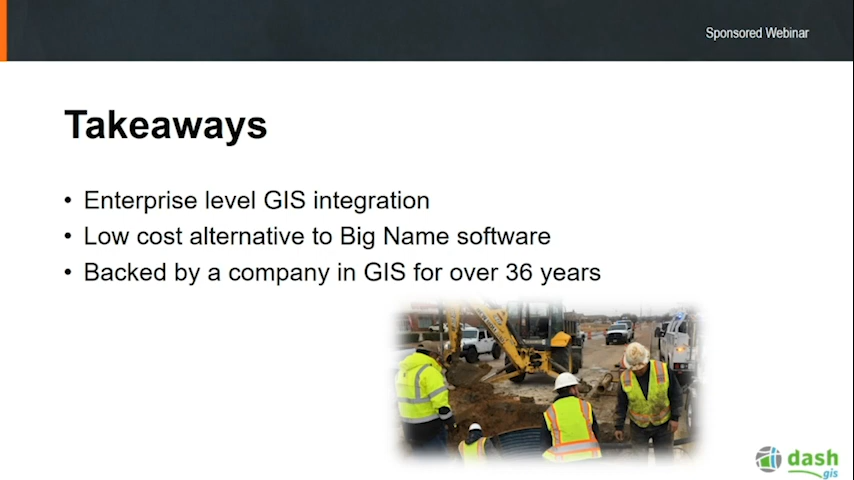 Sponsored Webinar
Takeaways
• Enterprise level GIS integration
• Low cost alternative to Big Name software
• Backed by a company in GIS for over 36 years
dash
gis